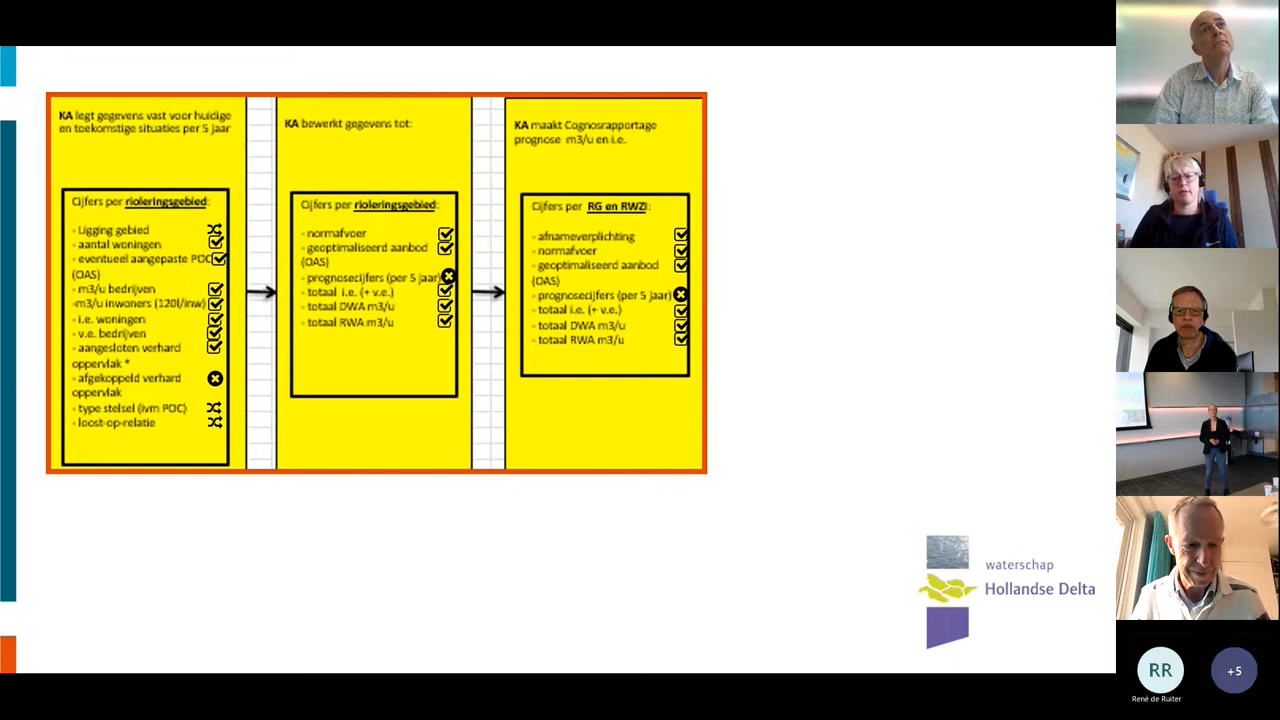 KA legt gegevens vast voor huidige
en toekomstige situaties per 5 jaar
Cijfers per rioleringsgebied:
- Ligging gebied
- aantal woningen
- eventueel aangepaste POC
(OAS)
- m3/u bedrijven
-m3/u inwoners (120l/inw)
- i.e. woningen
- v.e. bedrijven
- aangesloten verhard
oppervlak *
- afgekoppeld verhard
oppervlak
- type stelsel (ivm POC)
- loost-op-relatie
KA bewerkt gegevens tot:
Cijfers per rioleringsgebied:
- normafvoer
- geoptimaliseerd aanbod
(OAS)
- prognosecijfers (per 5 jaar)
- totaal i.e. (+ v.e.)
- totaal DWA m3/u
- totaal RWA m3/u
KA maakt Cognosrapportage
prognose m3/u en i.e.
Cijfers per RG en RWZI:
- afnameverplichting
- normafvoer
- geoptimaliseerd aanbod
(OAS)
- prognosecijfers (per 5 jaar)
- totaal i.e. (+ v.e.)
- totaal DWA m3/u
- totaal RWA m3/u
waterschap
Hollandse Delta
RR
+5
René de Ruiter